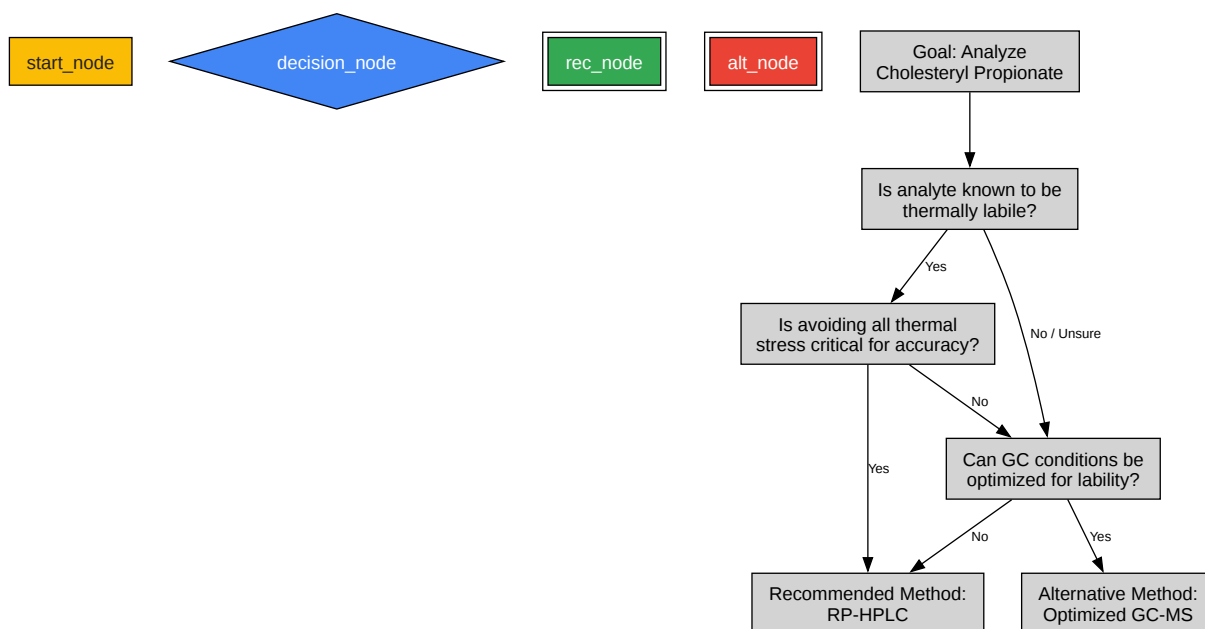 start_node
decision_node
rec_node
alt_node
Goal: Analyze
Cholesteryl Propionate
Is analyte known to be
thermally labile?
Yes
Is avoiding all thermal
stress critical for accuracy?
No / Unsure
No
Can GC conditions be
optimized for lability?
Yes
No
Yes
Recommended Method:
RP-HPLC
Alternative Method:
Optimized GC-MS